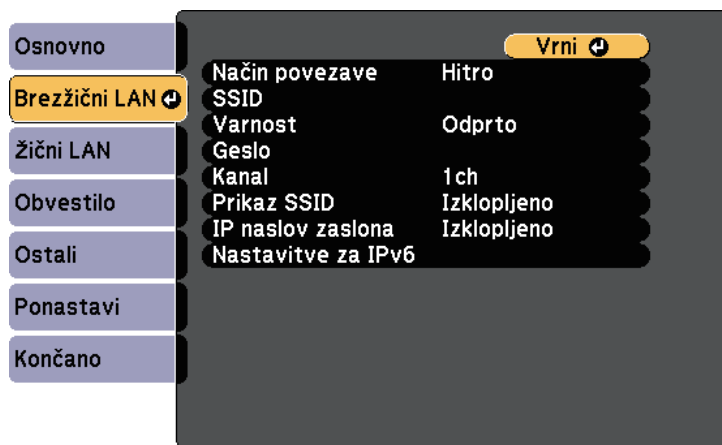 Osnovno
Brezžični LAN
Žični LAN
Obvestilo
Ostali
Ponastavi
Končano
Vrni
Način povezave Hitro
SSID
Varnost Odprto
Geslo
Kanal 1ch
Prikaz SSID Izklopljeno
IP naslov zaslona Izklopljeno
Nastavitve za IPv6